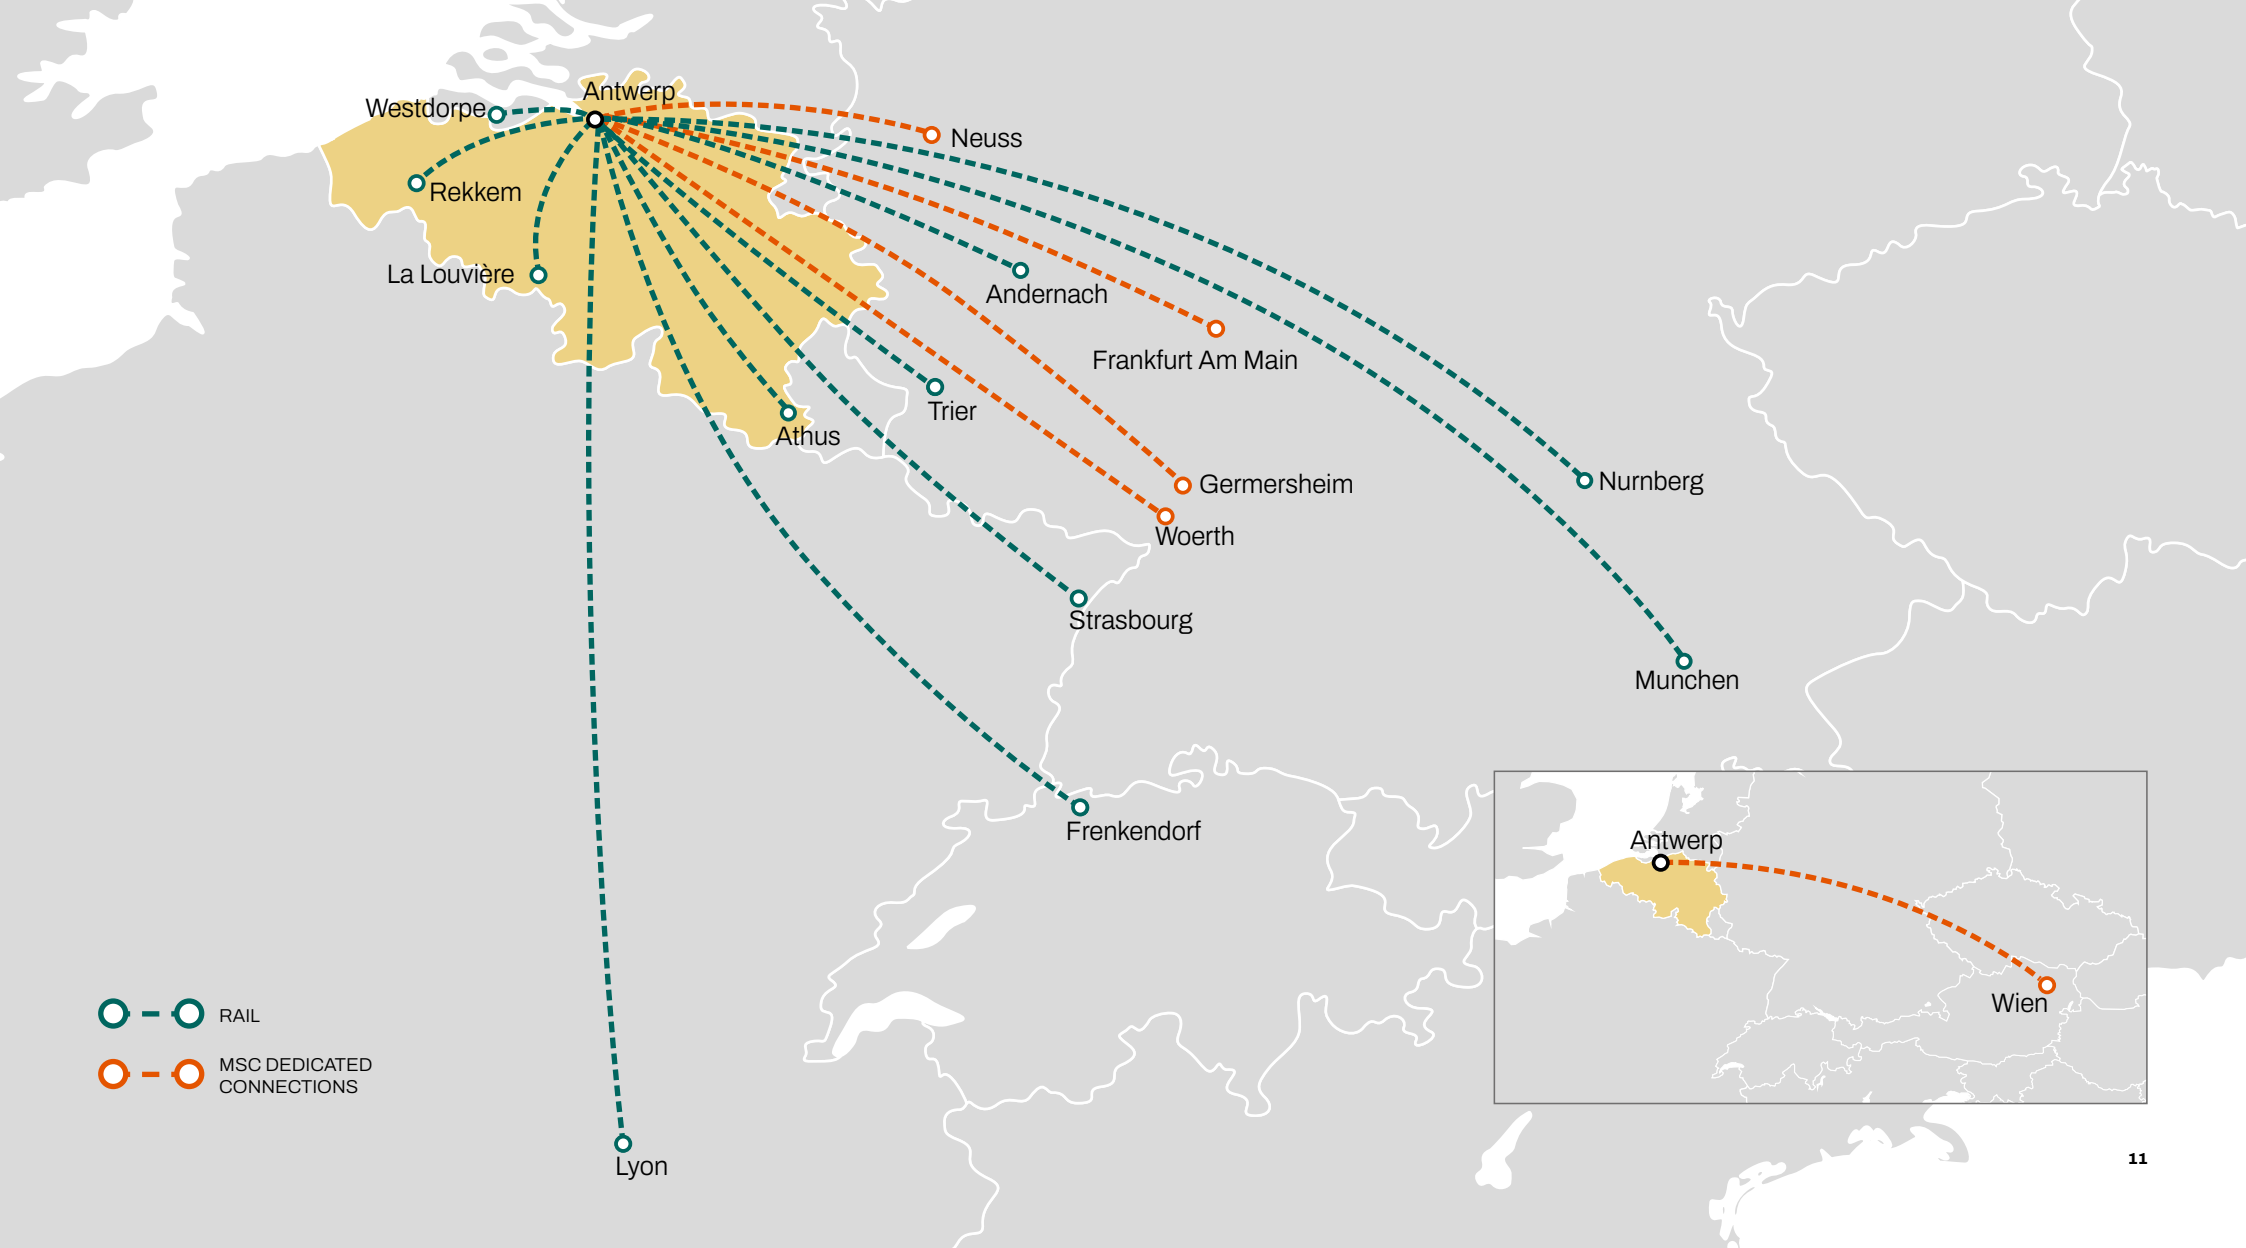 Antwerp
Westdorpe
Neuss
Rekkem
La Louvière
Andernach
Frankfurt Am Main
Trier
Athus
Germersheim
Nurnberg
Woerth
Strasbourg
Munchen
Frenkendorf
Antwerp
Wien
RAIL
MSC DEDICATED
CONNECTIONS
Lyon
11